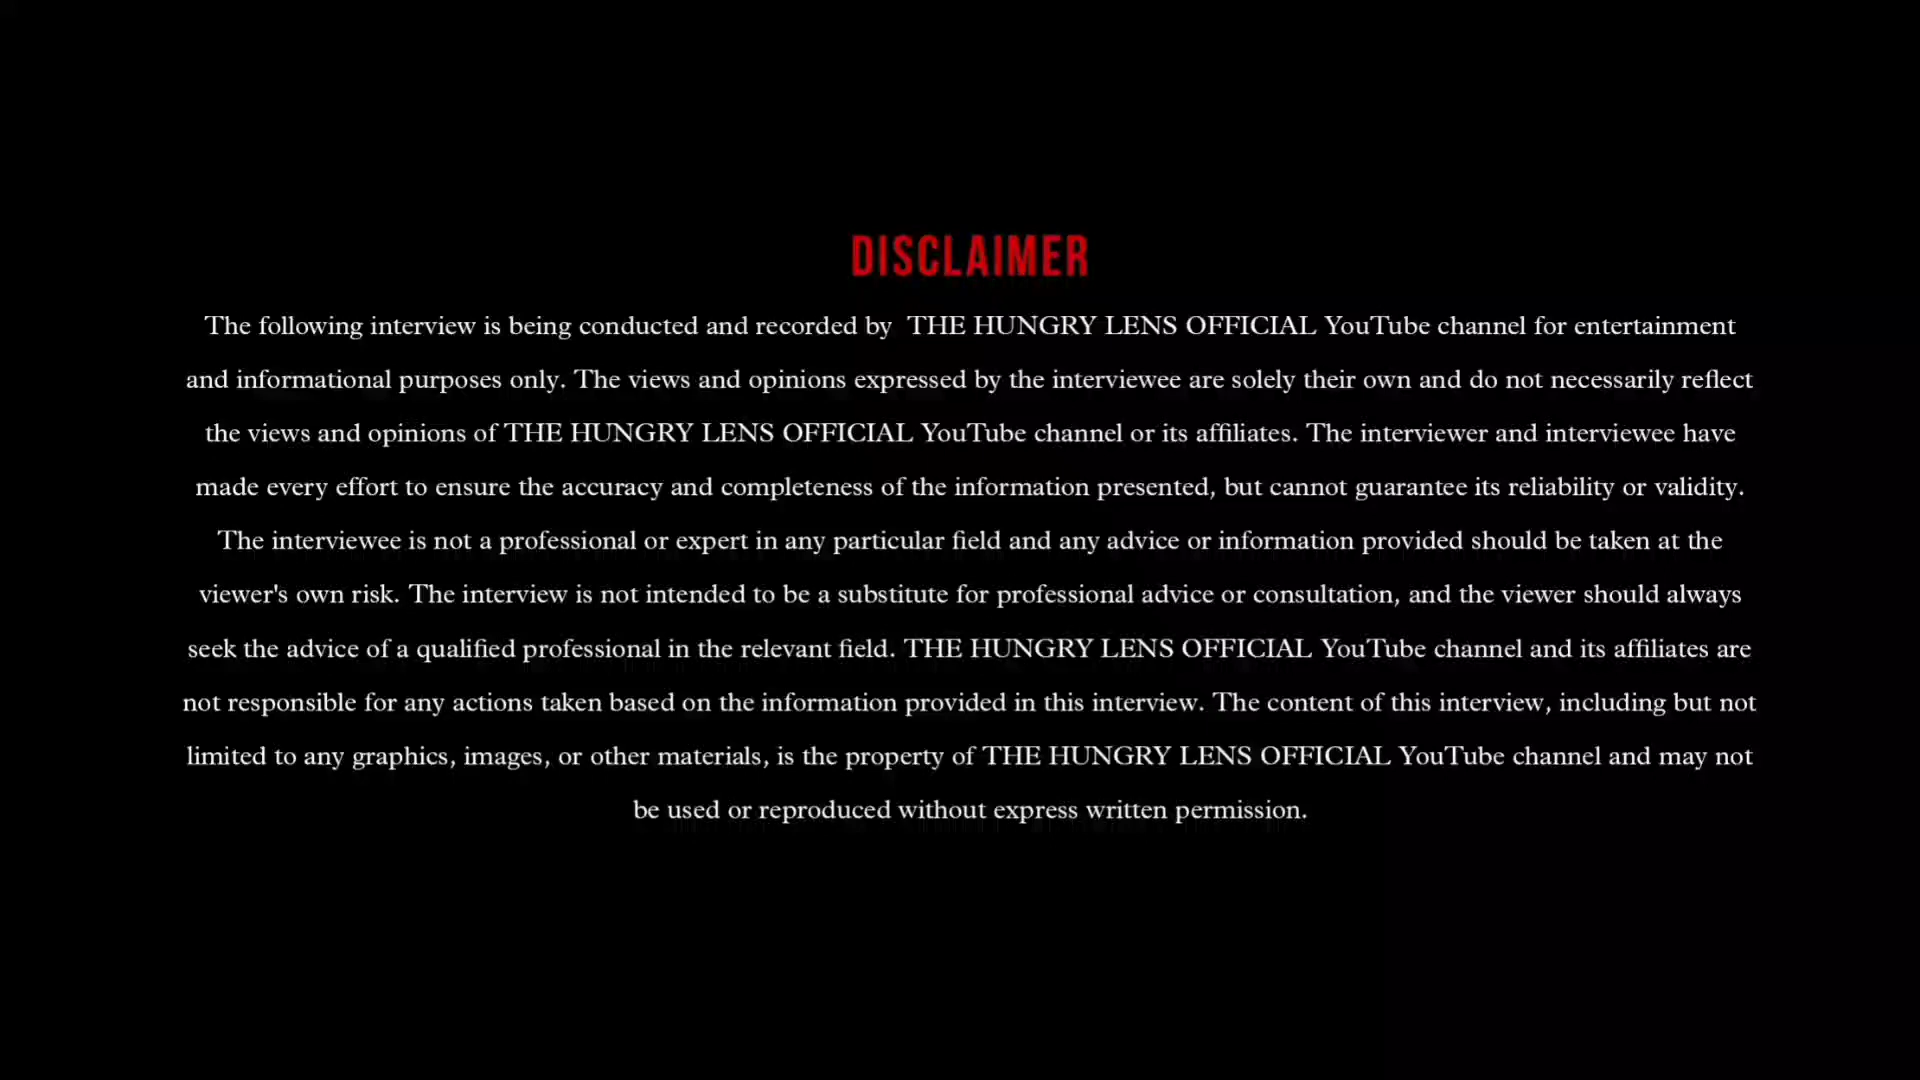 DISCLAIMER
The following interview is being conducted and recorded by  THE HUNGRY LENS OFFICIAL YouTube channel for entertainment
and informational purposes only. The views and opinions expressed by the interviewee are solely their own and do not necessarily reflect
the views and opinions of THE HUNGRY LENS OFFICIAL YouTube channel or its affiliates. The interviewer and interviewee have
made every effort to ensure the accuracy and completeness of the information presented, but cannot guarantee its reliability or validity.
The interviewee is not a professional or expert in any particular field and any advice or information provided should be taken at the
viewer's own risk. The interview is not intended to be a substitute for professional advice or consultation, and the viewer should always
seek the advice of a qualified professional in the relevant field. THE HUNGRY LENS OFFICIAL YouTube channel and its affiliates are
not responsible for any actions taken based on the information provided in this interview. The content of this interview, including but not
limited to any graphics, images, or other materials, is the property of THE HUNGRY LENS OFFICIAL YouTube channel and may not
be used or reproduced without express written permission.